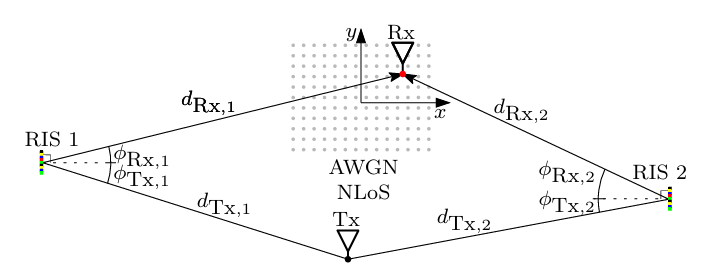 y
Rx
d_Rx,1
x
d_Rx,2
RIS 1
ϕ_Rx,1
ϕ_Tx,1
AWGN
NLoS
RIS 2
ϕ_Rx,2
ϕ_Tx,2
d_Tx,1
Tx
d_Tx,2